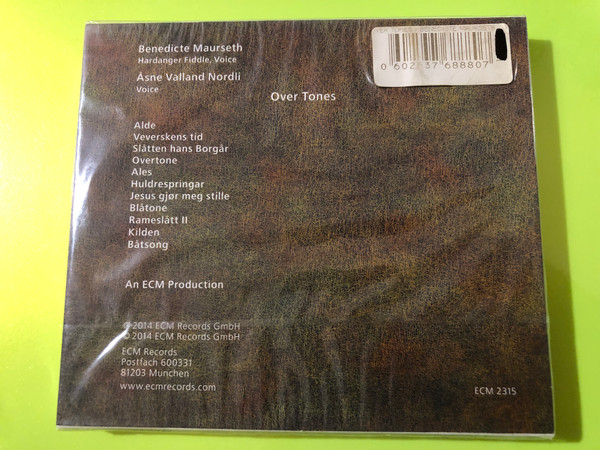 Benedicte Maurseth
Hardanger Fiddle, Voice
Åsne Valland Nordli
Voice
Over Tones
0 602537 688807
Alde
Veverskens tid
Slåtten hans Borgår
Overtone
Ales
Huldrespringar
Jesus gjør meg stille
Blåtone
Rameslått II
Kilden
Båtsong
An ECM Production
℗ 2014 ECM Records GmbH
© 2014 ECM Records GmbH
ECM Records
Postfach 600331
81203 München
www.ecmrecords.com
ECM 2315